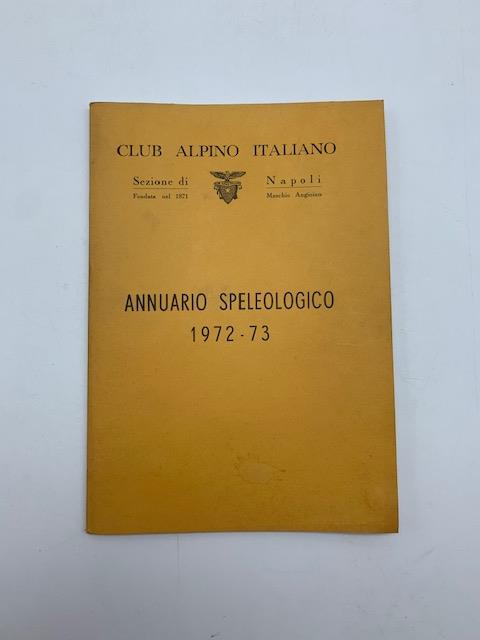 CLUB ALPINO ITALIANO
Sezione di Napoli
Fondata nel 1871 Maschio Angioino
ANNUARIO SPELEOLOGICO
1972-73